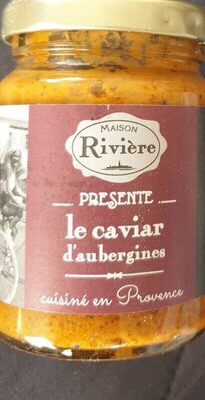 MAISON
Rivière
PRESENTE
le caviar
d'aubergines
cuisiné en Provence